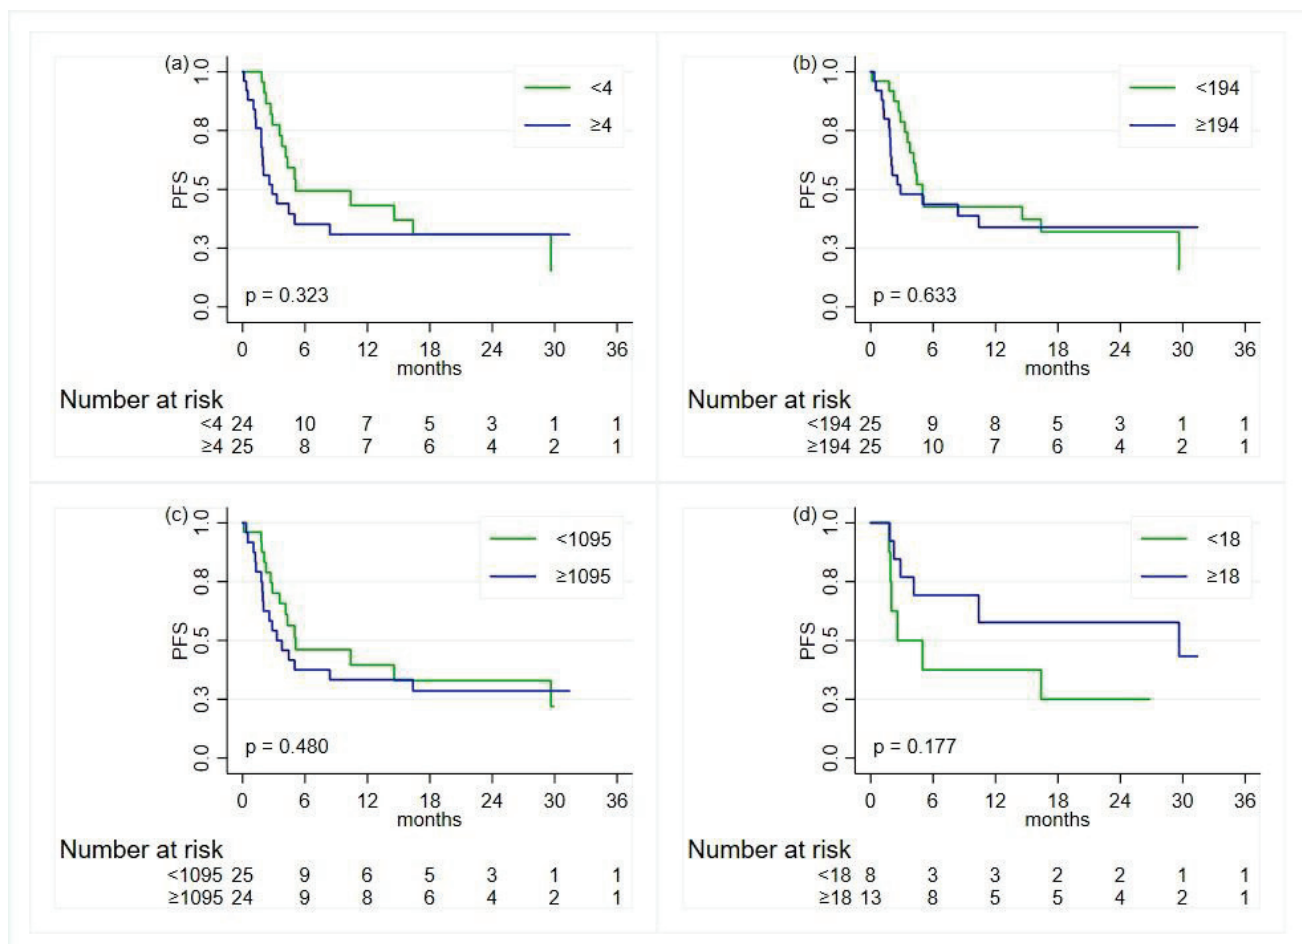 (a)
<4
≥4
PFS
1.0
0.8
0.5
0.3
0.0
p = 0.323
0 6 12 18 24 30 36
months
Number at risk
<4 24 10 7 5 3 1 1
≥4 25 8 7 6 4 2 1
(b)
<194
≥194
PFS
1.0
0.8
0.5
0.3
0.0
p = 0.633
0 6 12 18 24 30 36
months
Number at risk
<194 25 9 8 5 3 1 1
≥194 25 10 7 6 4 2 1
(c)
<1095
≥1095
PFS
1.0
0.8
0.5
0.3
0.0
p = 0.480
0 6 12 18 24 30 36
months
Number at risk
<1095 25 9 6 5 3 1 1
≥1095 24 9 8 6 4 2 1
(d)
<18
≥18
PFS
1.0
0.8
0.5
0.3
0.0
p = 0.177
0 6 12 18 24 30 36
months
Number at risk
<18 8 3 3 2 2 1 1
≥18 13 8 5 5 4 2 1